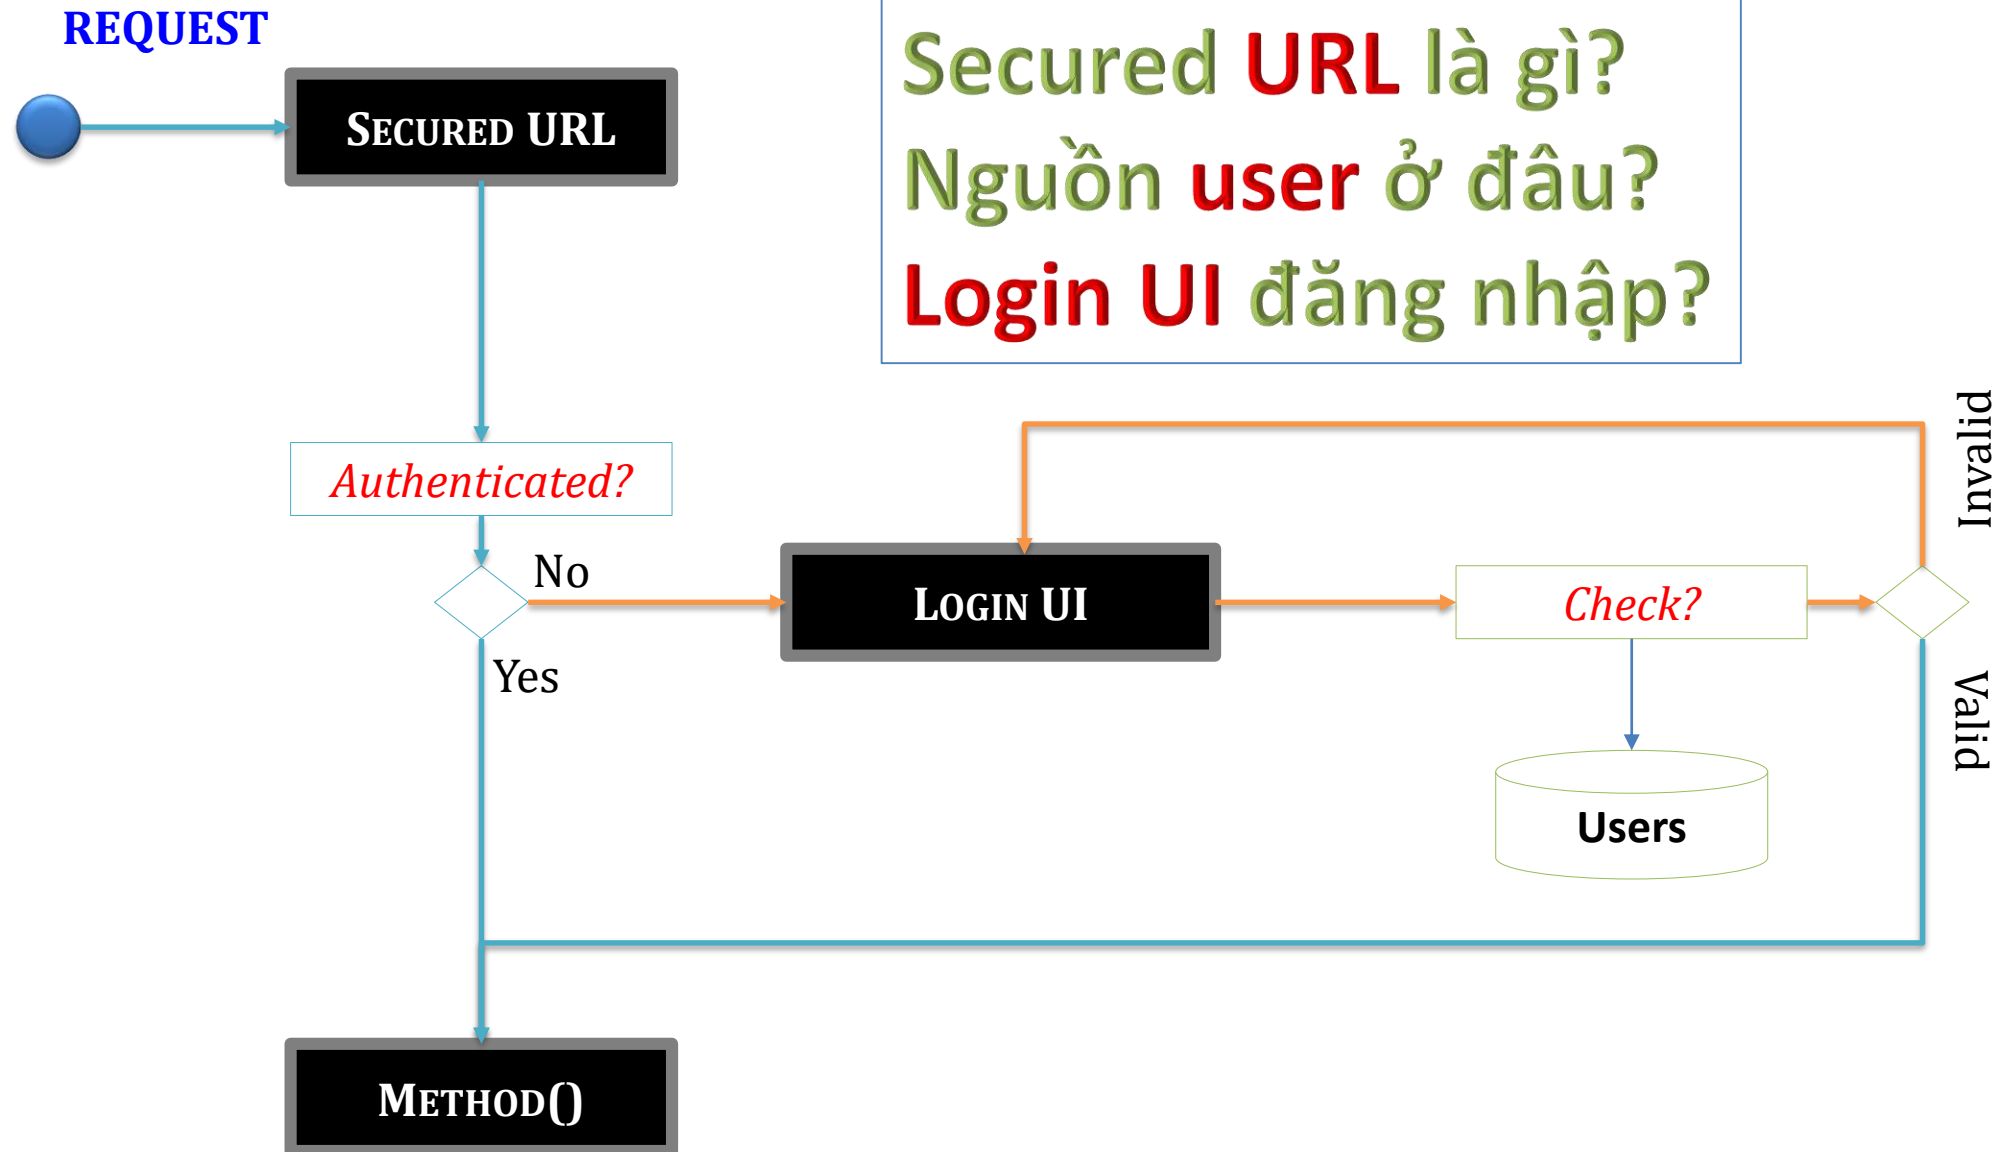 REQUEST
SECURED URL
Secured URL là gì?
Nguồn user ở đâu?
Login UI đăng nhập?
Authenticated?
No
Yes
LOGIN UI
Check?
Invalid
Valid
Users
METHOD()